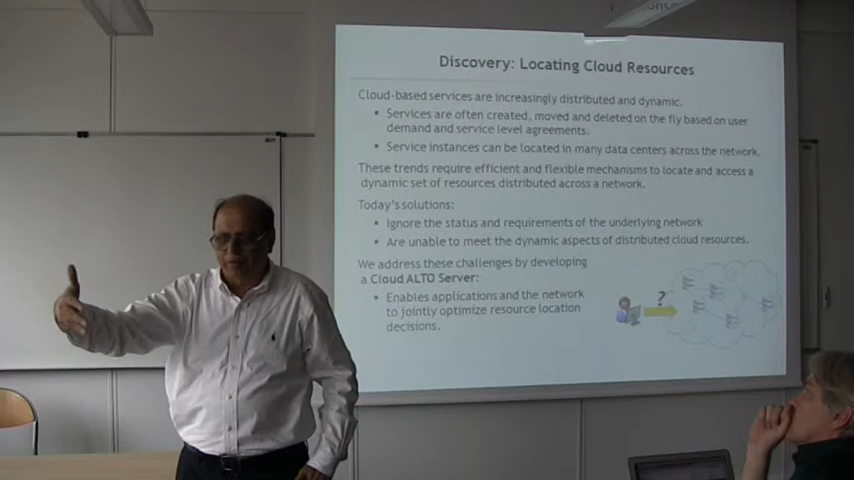 Discovery: Locating Cloud Resources
Cloud-based services are increasingly distributed and dynamic.
▪ Services are often created, moved and deleted on the fly based on user
demand and service level agreements.
▪ Service instances can be located in many data centers across the network.
These trends require efficient and flexible mechanisms to locate and access a
dynamic set of resources distributed across a network.
Today's solutions:
▪ Ignore the status and requirements of the underlying network
▪ Are unable to meet the dynamic aspects of distributed cloud resources.
We address these challenges by developing
a Cloud ALTO Server:
▪ Enables applications and the network
to jointly optimize resource location
decisions.
?